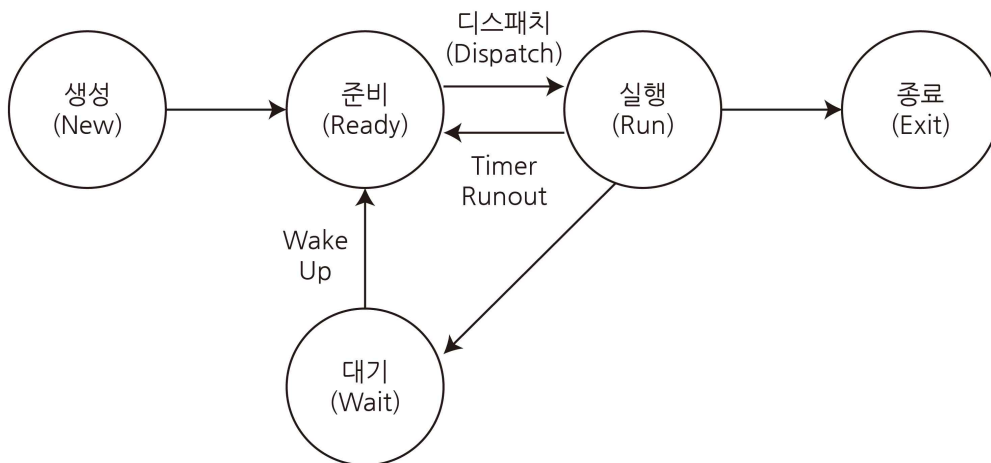 디스패치
(Dispatch)
생성
(New)
준비
(Ready)
실행
(Run)
종료
(Exit)
Timer
Runout
Wake
Up
대기
(Wait)